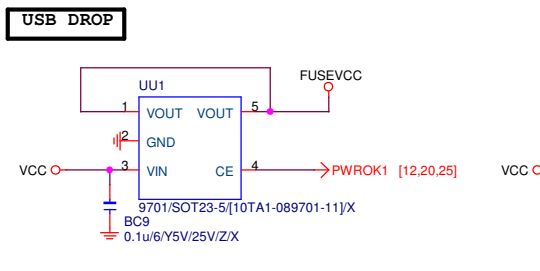 USB DROP
FUSEVCC
UU1
1 VOUT VOUT 5
2 GND
VCC 3 VIN CE 4 PWROK1 [12,20,25] VCC
9701/SOT23-5/[10TA1-089701-11]/X
BC9
0.1u/6/Y5V/25V/Z/X